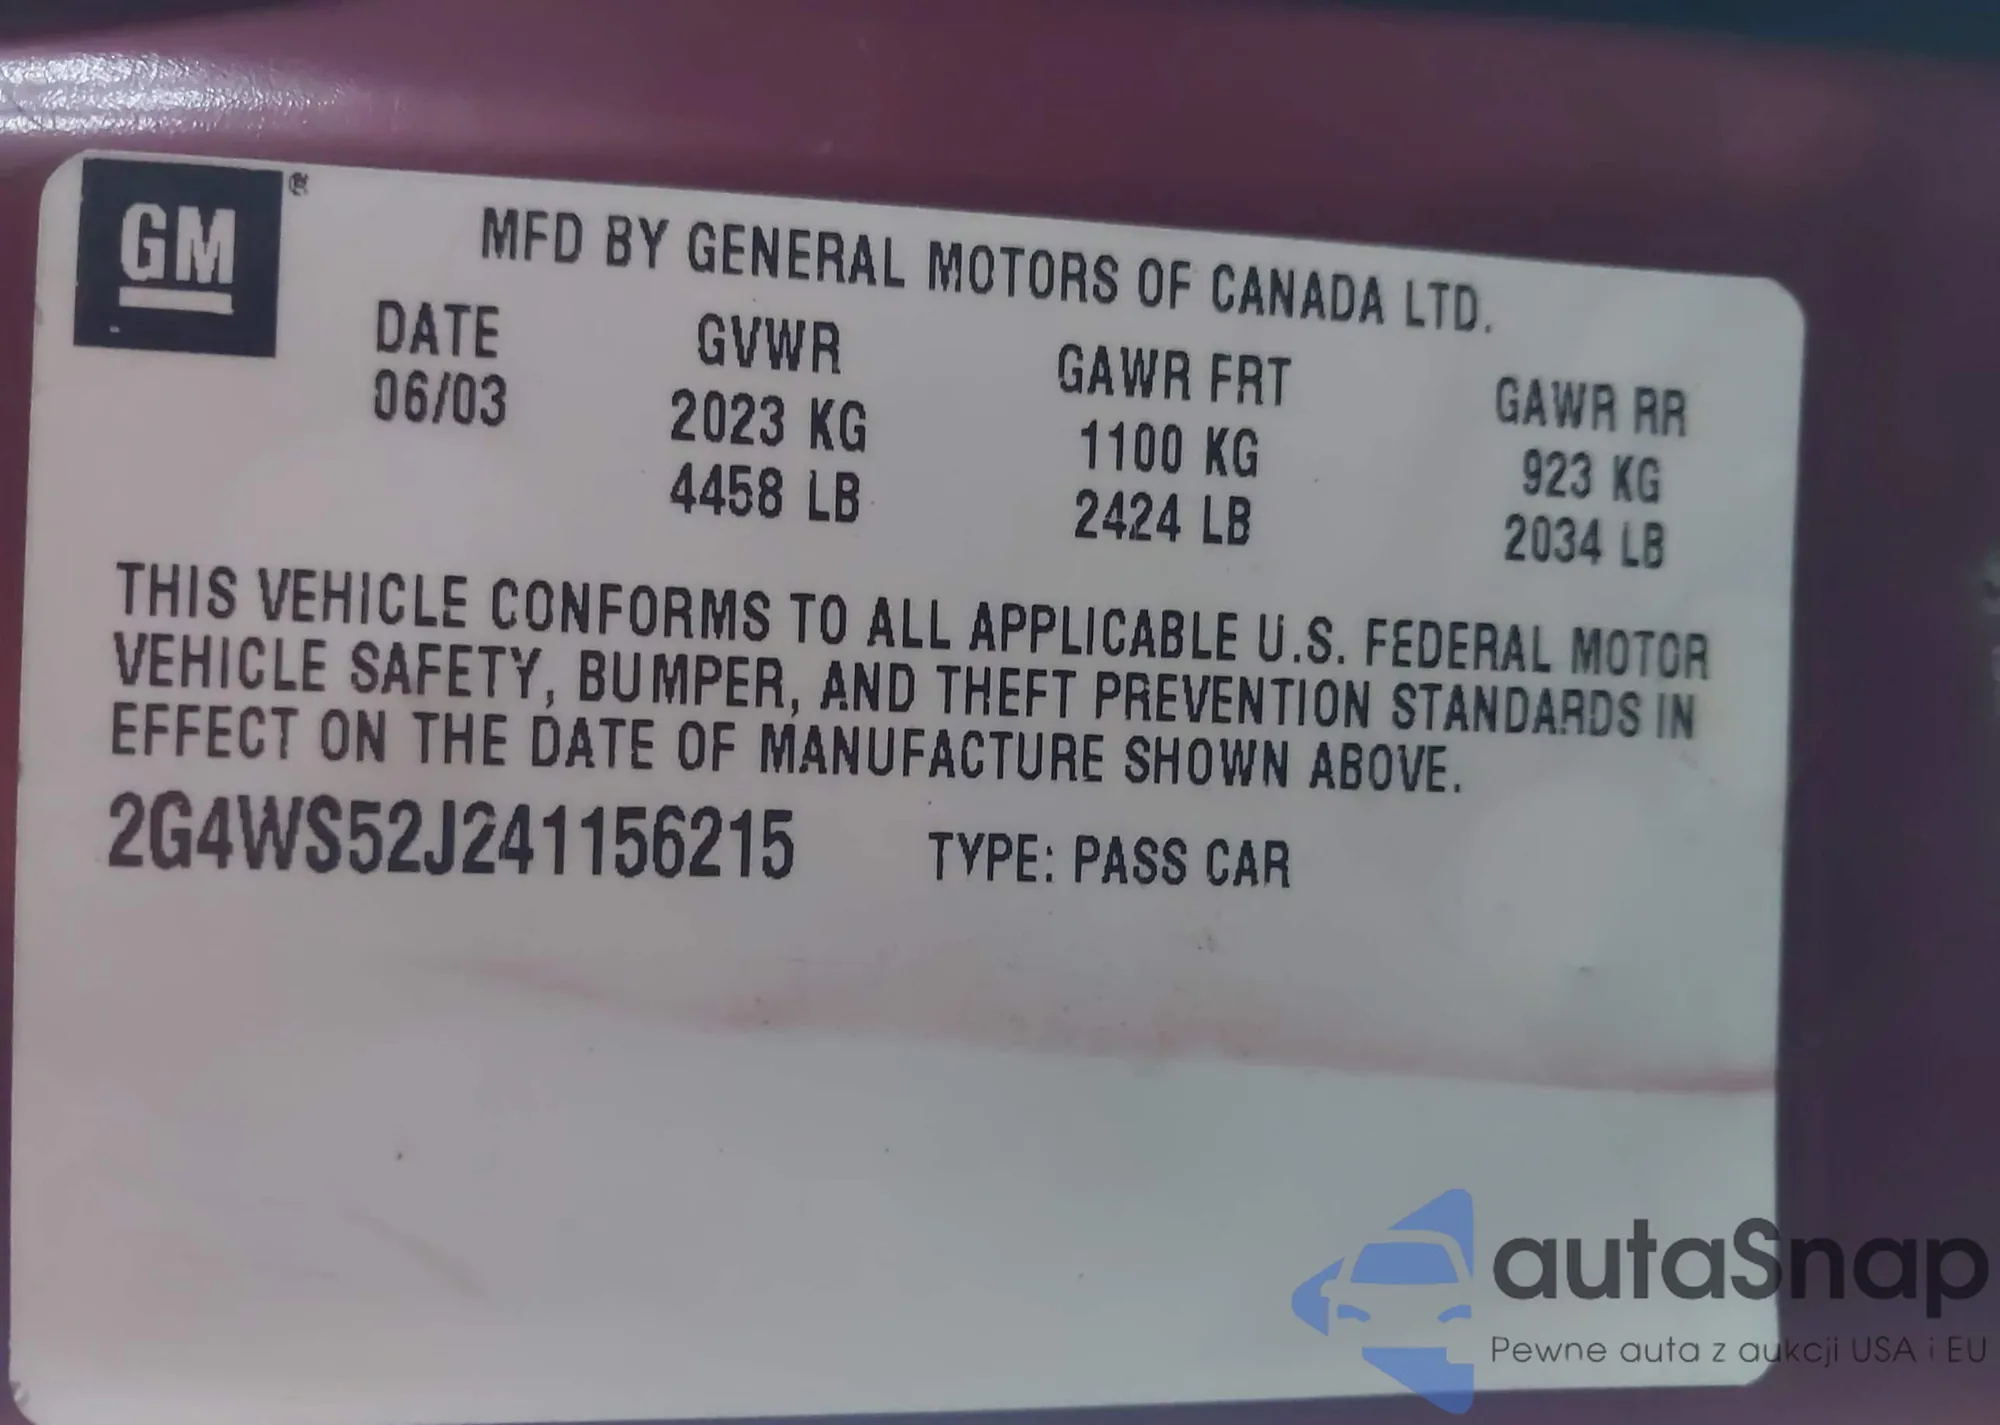 GM ®
MFD BY GENERAL MOTORS OF CANADA LTD.
DATE GVWR GAWR FRT GAWR RR
06/03 2023 KG 1100 KG 923 KG
4458 LB 2424 LB 2034 LB
THIS VEHICLE CONFORMS TO ALL APPLICABLE U.S. FEDERAL MOTOR
VEHICLE SAFETY, BUMPER, AND THEFT PREVENTION STANDARDS IN
EFFECT ON THE DATE OF MANUFACTURE SHOWN ABOVE.
2G4WS52J241156215 TYPE: PASS CAR
autaSnap
Pewne auta z aukcji USA i EU